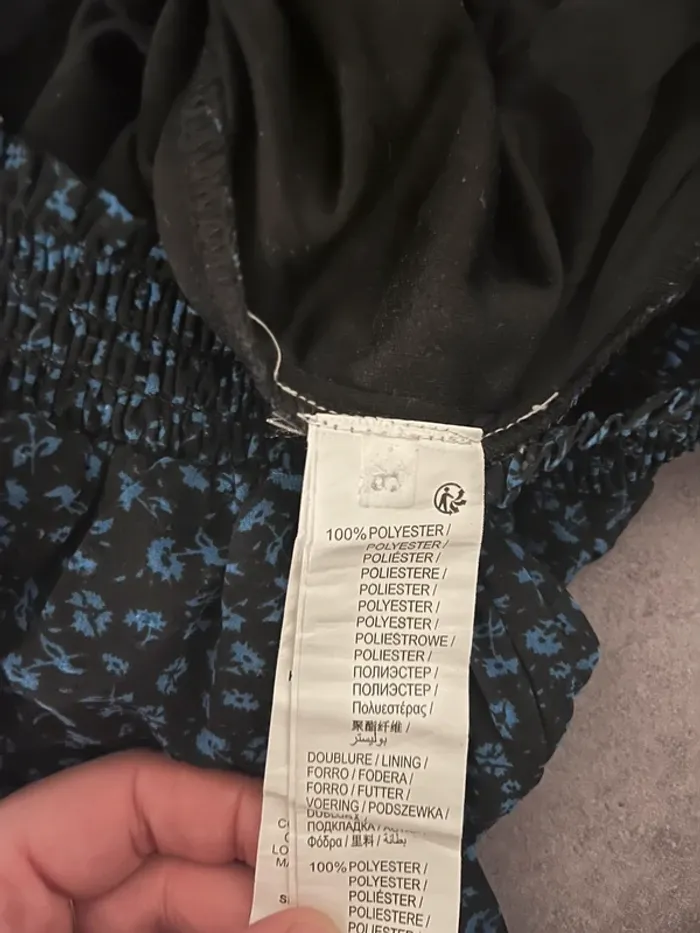 100% POLYESTER /
POLYESTER /
POLIÉSTER /
POLIESTERE /
POLIESTER /
POLYESTER /
POLYESTER /
POLIESTROWE /
POLIESTER /
ПОЛИЭСТЕР /
ПОЛИЭСТЕР /
Πολυεστέρας /
聚酯纤维 /
بوليستر
DOUBLURE / LINING /
FORRO / FODERA /
FORRO / FUTTER /
VOERING / PODSZEWKA /
ПОДКЛАДКА /
Φόδρα / 里料 / بطانة /
100% POLYESTER /
POLYESTER /
POLIÉSTER /
POLIESTERE /
POLIESTER /